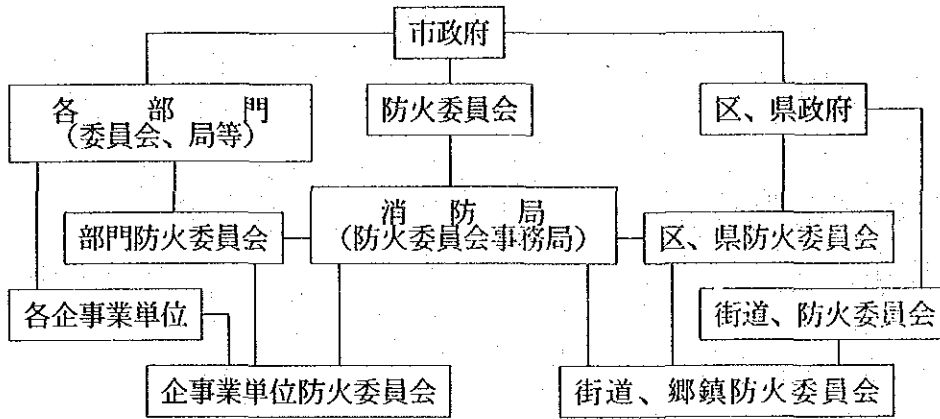 市政府
各部門
(委員会、局等)
防火委員会
区、県政府
消防局
(防火委員会事務局)
部門防火委員会
区、県防火委員会
各企事業単位
街道、防火委員会
企事業単位防火委員会
街道、郷鎮防火委員会